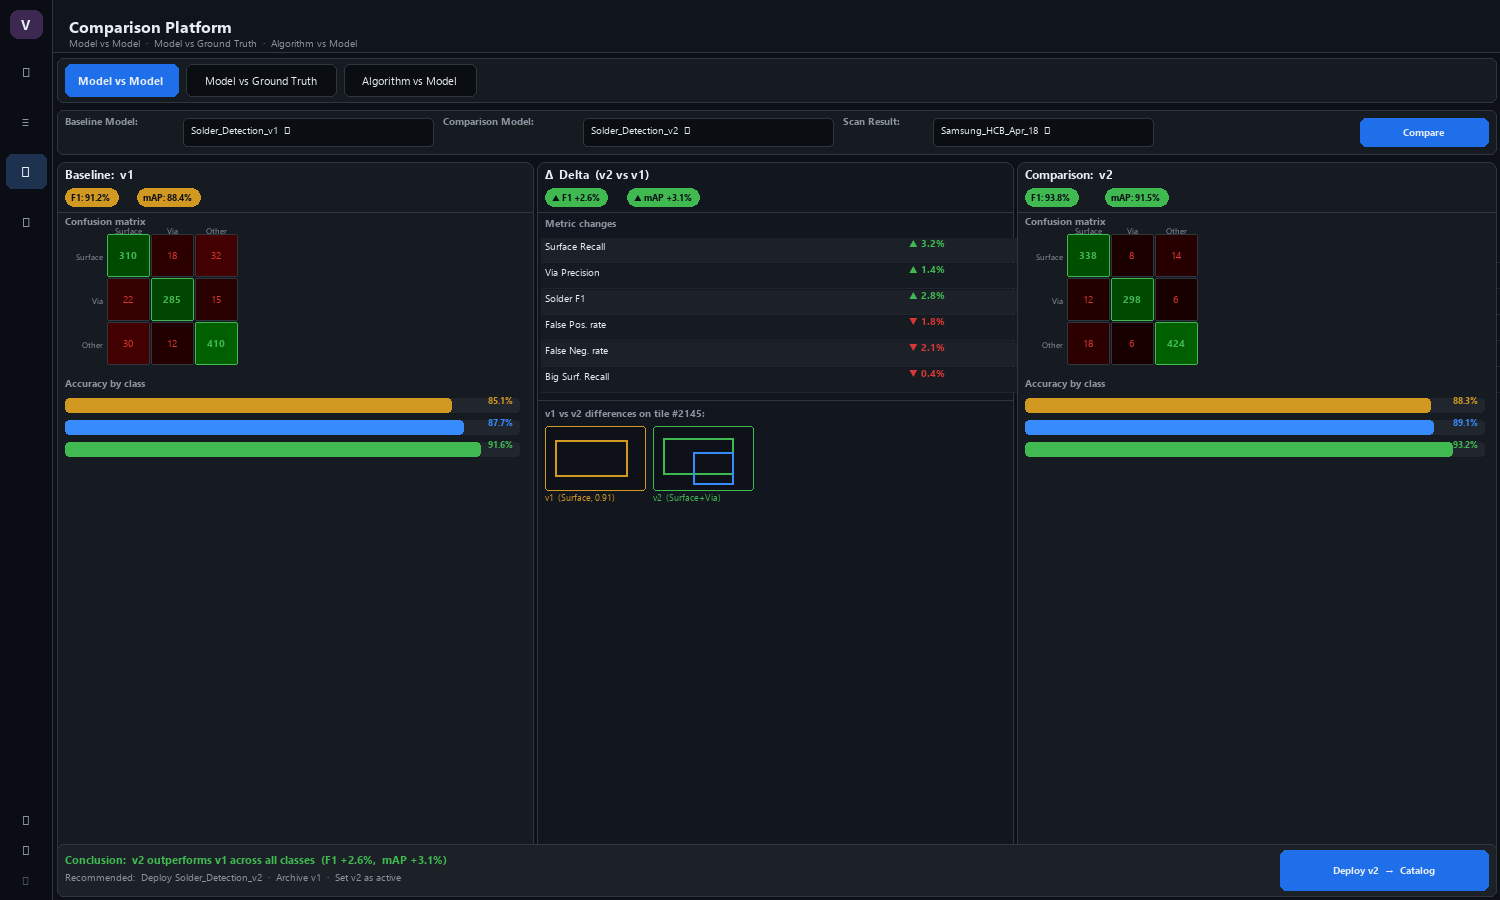 V
Comparison Platform
Model vs Model · Model vs Ground Truth · Algorithm vs Model
Model vs Model
Model vs Ground Truth
Algorithm vs Model
Baseline Model:
Solder_Detection_v1
Comparison Model:
Solder_Detection_v2
Scan Result:
Samsung_HCB_Apr_18
Compare
Baseline: v1
F1: 91.2% mAP: 88.4%
Confusion matrix
Surface Via Other
Surface 310 18 32
Via 22 285 15
Other 30 12 410
Accuracy by class
85.1%
87.7%
91.6%
Δ Delta (v2 vs v1)
▲ F1 +2.6% ▲ mAP +3.1%
Metric changes
Surface Recall ▲ 3.2%
Via Precision ▲ 1.4%
Solder F1 ▲ 2.8%
False Pos. rate ▼ 1.8%
False Neg. rate ▼ 2.1%
Big Surf. Recall ▼ 0.4%
v1 vs v2 differences on tile #2145:
v1 (Surface, 0.91)
v2 (Surface+Via)
Comparison: v2
F1: 93.8% mAP: 91.5%
Confusion matrix
Surface Via Other
Surface 338 8 14
Via 12 298 6
Other 18 6 424
Accuracy by class
88.3%
89.1%
93.2%
Conclusion: v2 outperforms v1 across all classes (F1 +2.6%, mAP +3.1%)
Recommended: Deploy Solder_Detection_v2 · Archive v1 · Set v2 as active
Deploy v2 → Catalog